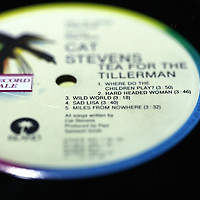 CAT
STEVENS
TEA FOR THE
TILLERMAN
RECORD
SALE
1. WHERE DO THE
CHILDREN PLAY? (3 : 50)
2. HARD HEADED WOMAN (3 : 46)
3. WILD WORLD (3 : 18)
4. SAD LISA (3 : 40)
5. MILES FROM NOWHERE (3 : 32)
All songs written by
Cat Stevens
Produced by Paul
Samwell Smith
ISLAND